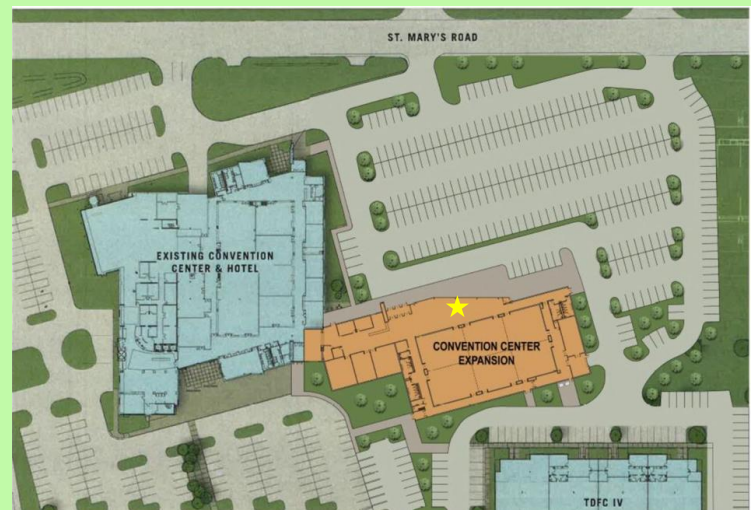 ST. MARY'S ROAD
EXISTING CONVENTION
CENTER & HOTEL
CONVENTION CENTER
EXPANSION
TDFC IV